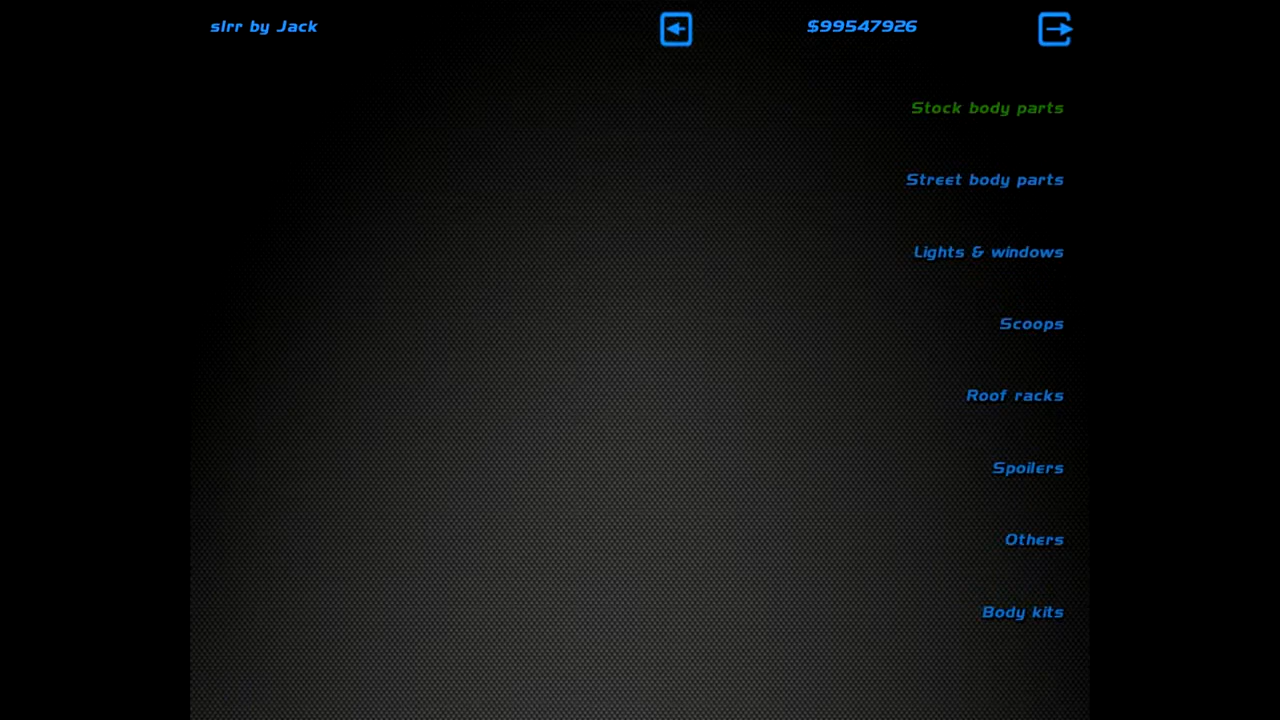 slrr by Jack
$99547926
Stock body parts
Street body parts
Lights & windows
Scoops
Roof racks
Spoilers
Others
Body kits